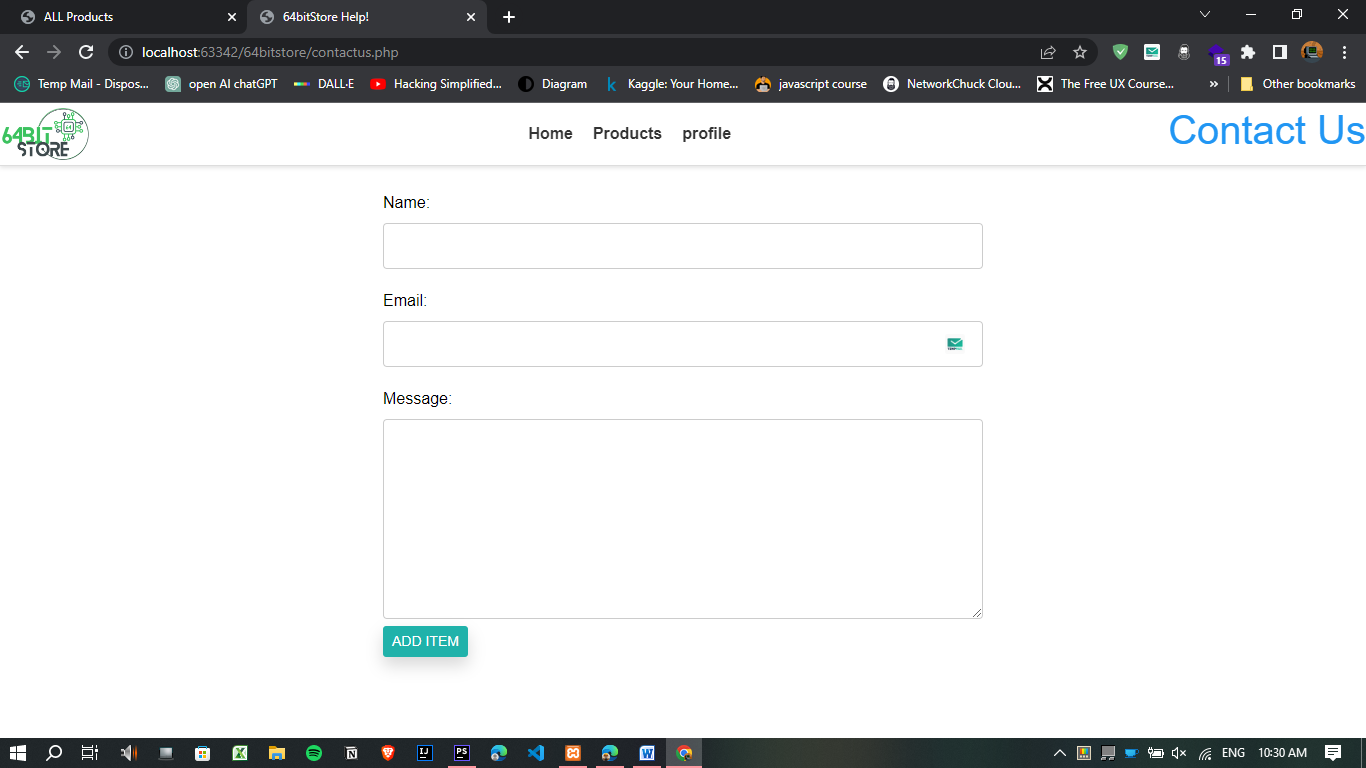 ALL Products
64bitStore Help!
localhost:63342/64bitstore/contactus.php
15
Temp Mail - Dispos...
open AI chatGPT
DALL·E
Hacking Simplified...
Diagram
Kaggle: Your Home...
javascript course
NetworkChuck Clou...
The Free UX Course...
»
Other bookmarks
64BIT
STORE
Home
Products
profile
Contact Us
Name:
Email:
Message:
ADD ITEM
ENG
10:30 AM